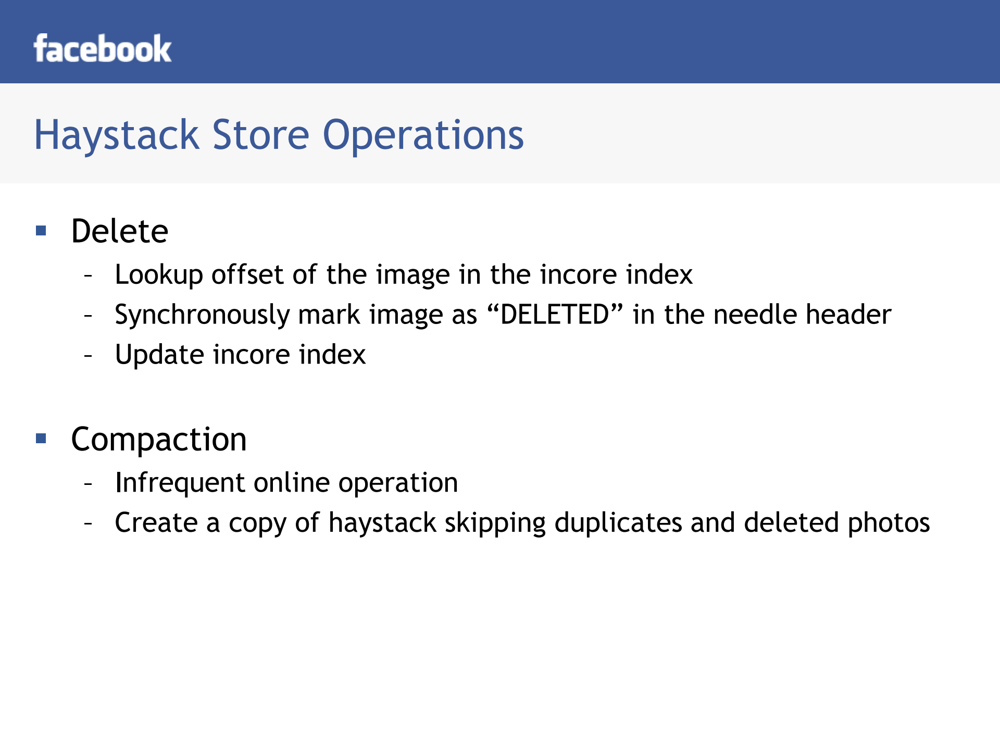 facebook
Haystack Store Operations
▪ Delete
– Lookup offset of the image in the incore index
– Synchronously mark image as “DELETED” in the needle header
– Update incore index
▪ Compaction
– Infrequent online operation
– Create a copy of haystack skipping duplicates and deleted photos